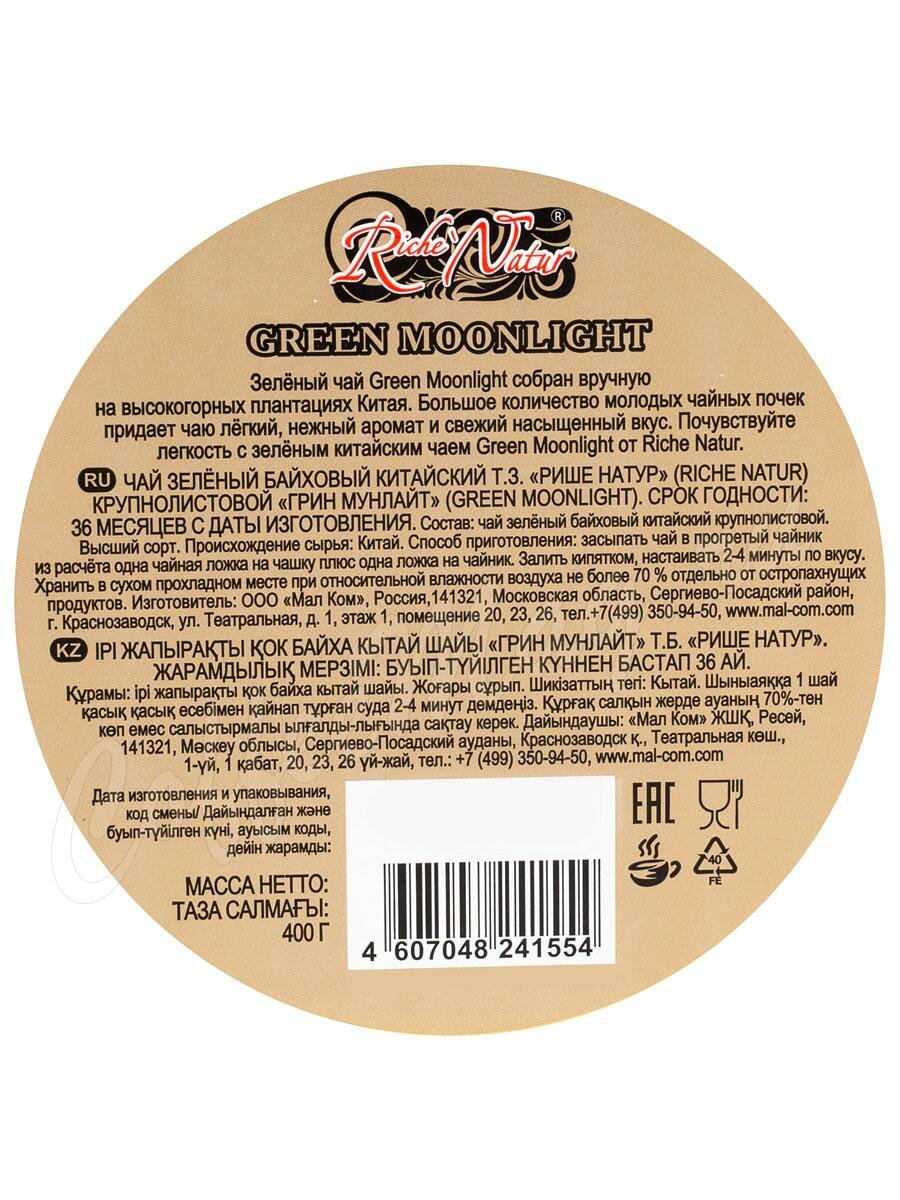 Riche Natur ®
GREEN MOONLIGHT
Зелёный чай Green Moonlight собран вручную
на высокогорных плантациях Китая. Большое количество молодых чайных почек
придает чаю лёгкий, нежный аромат и свежий насыщенный вкус. Почувствуйте
легкость с зелёным китайским чаем Green Moonlight от Riche Natur.
RU ЧАЙ ЗЕЛЁНЫЙ БАЙХОВЫЙ КИТАЙСКИЙ Т.З. «РИШЕ НАТУР» (RICHE NATUR)
КРУПНОЛИСТОВОЙ «ГРИН МУНЛАЙТ» (GREEN MOONLIGHT). СРОК ГОДНОСТИ:
36 МЕСЯЦЕВ С ДАТЫ ИЗГОТОВЛЕНИЯ. Состав: чай зелёный байховый китайский крупнолистовой.
Высший сорт. Происхождение сырья: Китай. Способ приготовления: засыпать чай в прогретый чайник
из расчёта одна чайная ложка на чашку плюс одна ложка на чайник. Залить кипятком, настаивать 2-4 минуты по вкусу.
Хранить в сухом прохладном месте при относительной влажности воздуха не более 70 % отдельно от остропахнущих
продуктов. Изготовитель: ООО «Мал Ком», Россия,141321, Московская область, Сергиево-Посадский район,
г. Краснозаводск, ул. Театральная, д. 1, этаж 1, помещение 20, 23, 26, тел.+7(499) 350-94-50, www.mal-com.com
KZ ІРІ ЖАПЫРАҚТЫ ҚОК БАЙХА КЫТАЙ ШАЙЫ «ГРИН МУНЛАЙТ» Т.Б. «РИШЕ НАТУР».
ЖАРАМДЫЛЫҚ МЕРЗІМІ: БУЫП-ТҮЙІЛГЕН КҮННЕН БАСТАП 36 АЙ.
Құрамы: ірі жапырақты қок байха кытай шайы. Жоғары сұрып. Шикізаттың тегі: Кытай. Шыныаяққа 1 шай
қасық қасық есебімен қайнап тұрған суда 2-4 минут демдеңіз. Құрғақ салқын жерде ауаның 70%-тен
көп емес салыстырмалы ылғалды-лығында сақтау керек. Дайындаушы: «Мал Ком» ЖШҚ, Ресей,
141321, Мәскеу облысы, Сергиево-Посадский ауданы, Краснозаводск қ., Театральная көш.,
1-үй, 1 қабат, 20, 23, 26 үй-жай, тел.: +7 (499) 350-94-50, www.mal-com.com
Дата изготовления и упаковывания,
код смены/ Дайындалған және
буып-түйілген күні, ауысым коды,
дейін жарамды:
МАССА НЕТТО:
ТАЗА САЛМАҒЫ:
400 Г
4 607048 241554
ЕАС
40
FE